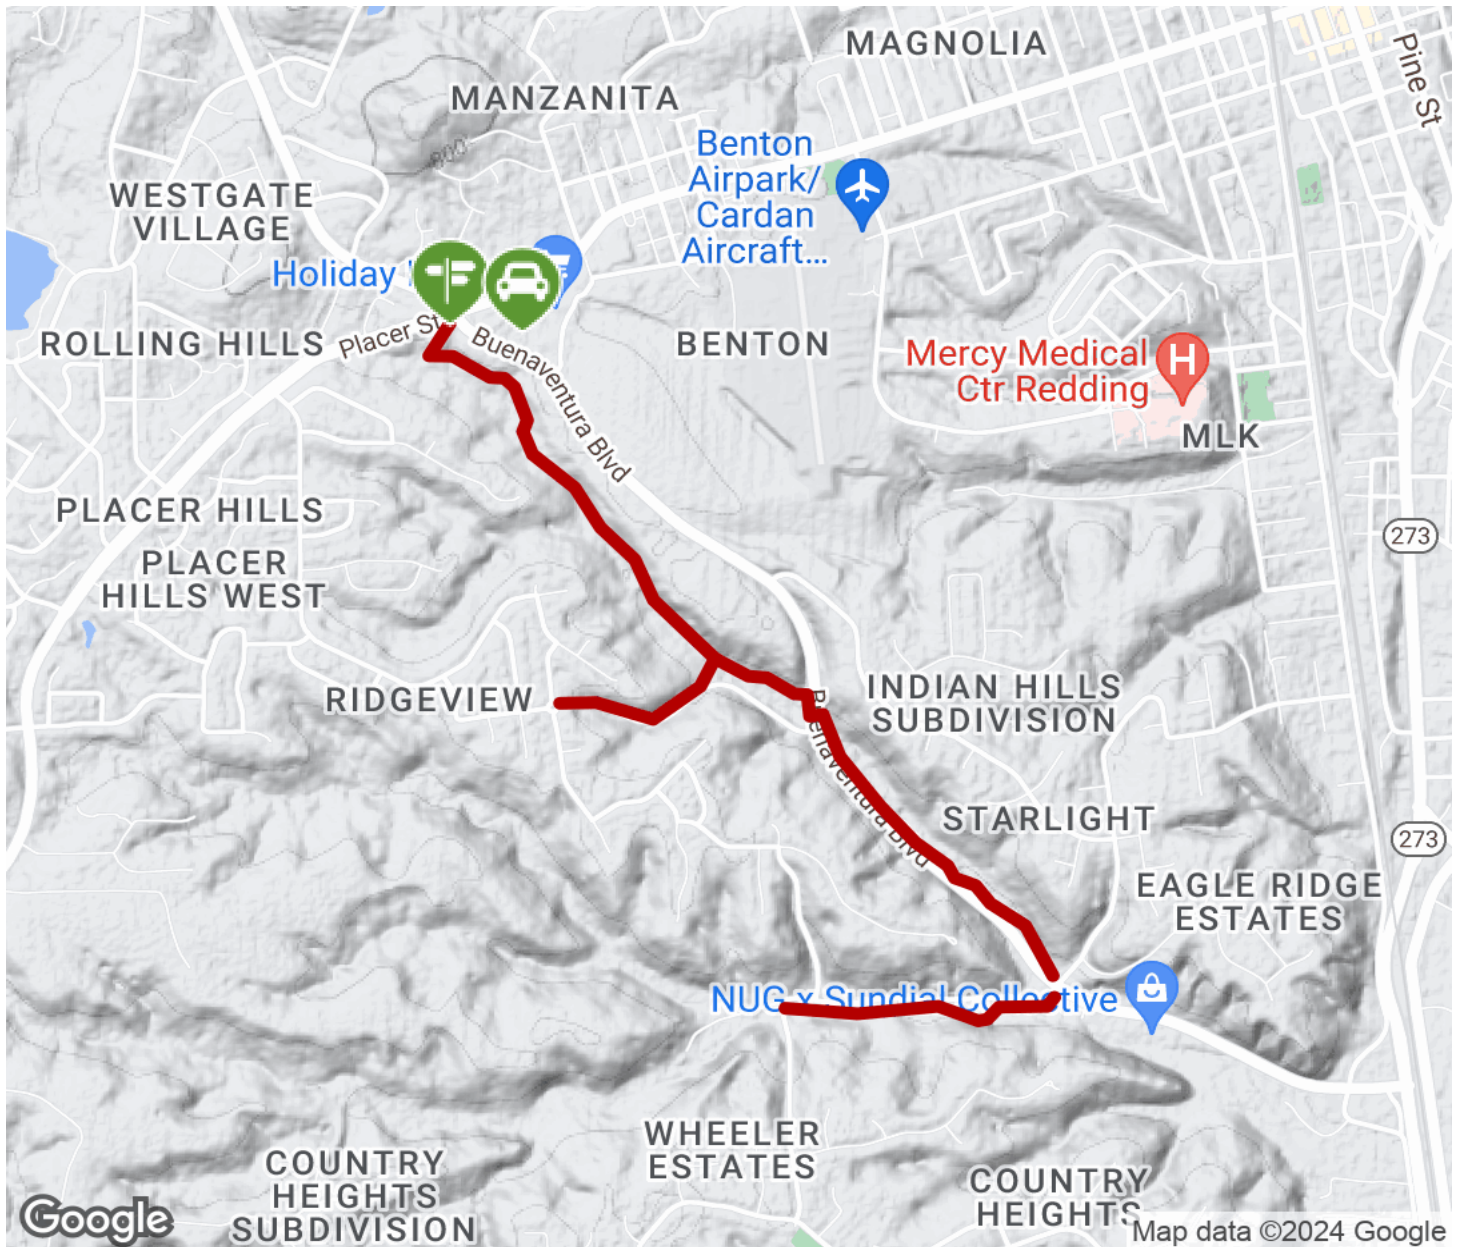 MAGNOLIA
Pine St
MANZANITA
800
Benton
Airpark/
Cardan
Aircraft...
WESTGATE
VILLAGE
Holiday
ROLLING HILLS
Placer St
Buenaventura Blvd
BENTON
Mercy Medical
Ctr Redding
H
MLK
PLACER HILLS
273
PLACER
HILLS WEST
RIDGEVIEW
INDIAN HILLS
SUBDIVISION
Buenaventura Blvd
STARLIGHT
273
EAGLE RIDGE
ESTATES
NUG x Sundial Collective
WHEELER
ESTATES
COUNTRY
HEIGHTS
SUBDIVISION
COUNTRY
HEIGHTS
Google
Map data ©2024 Google